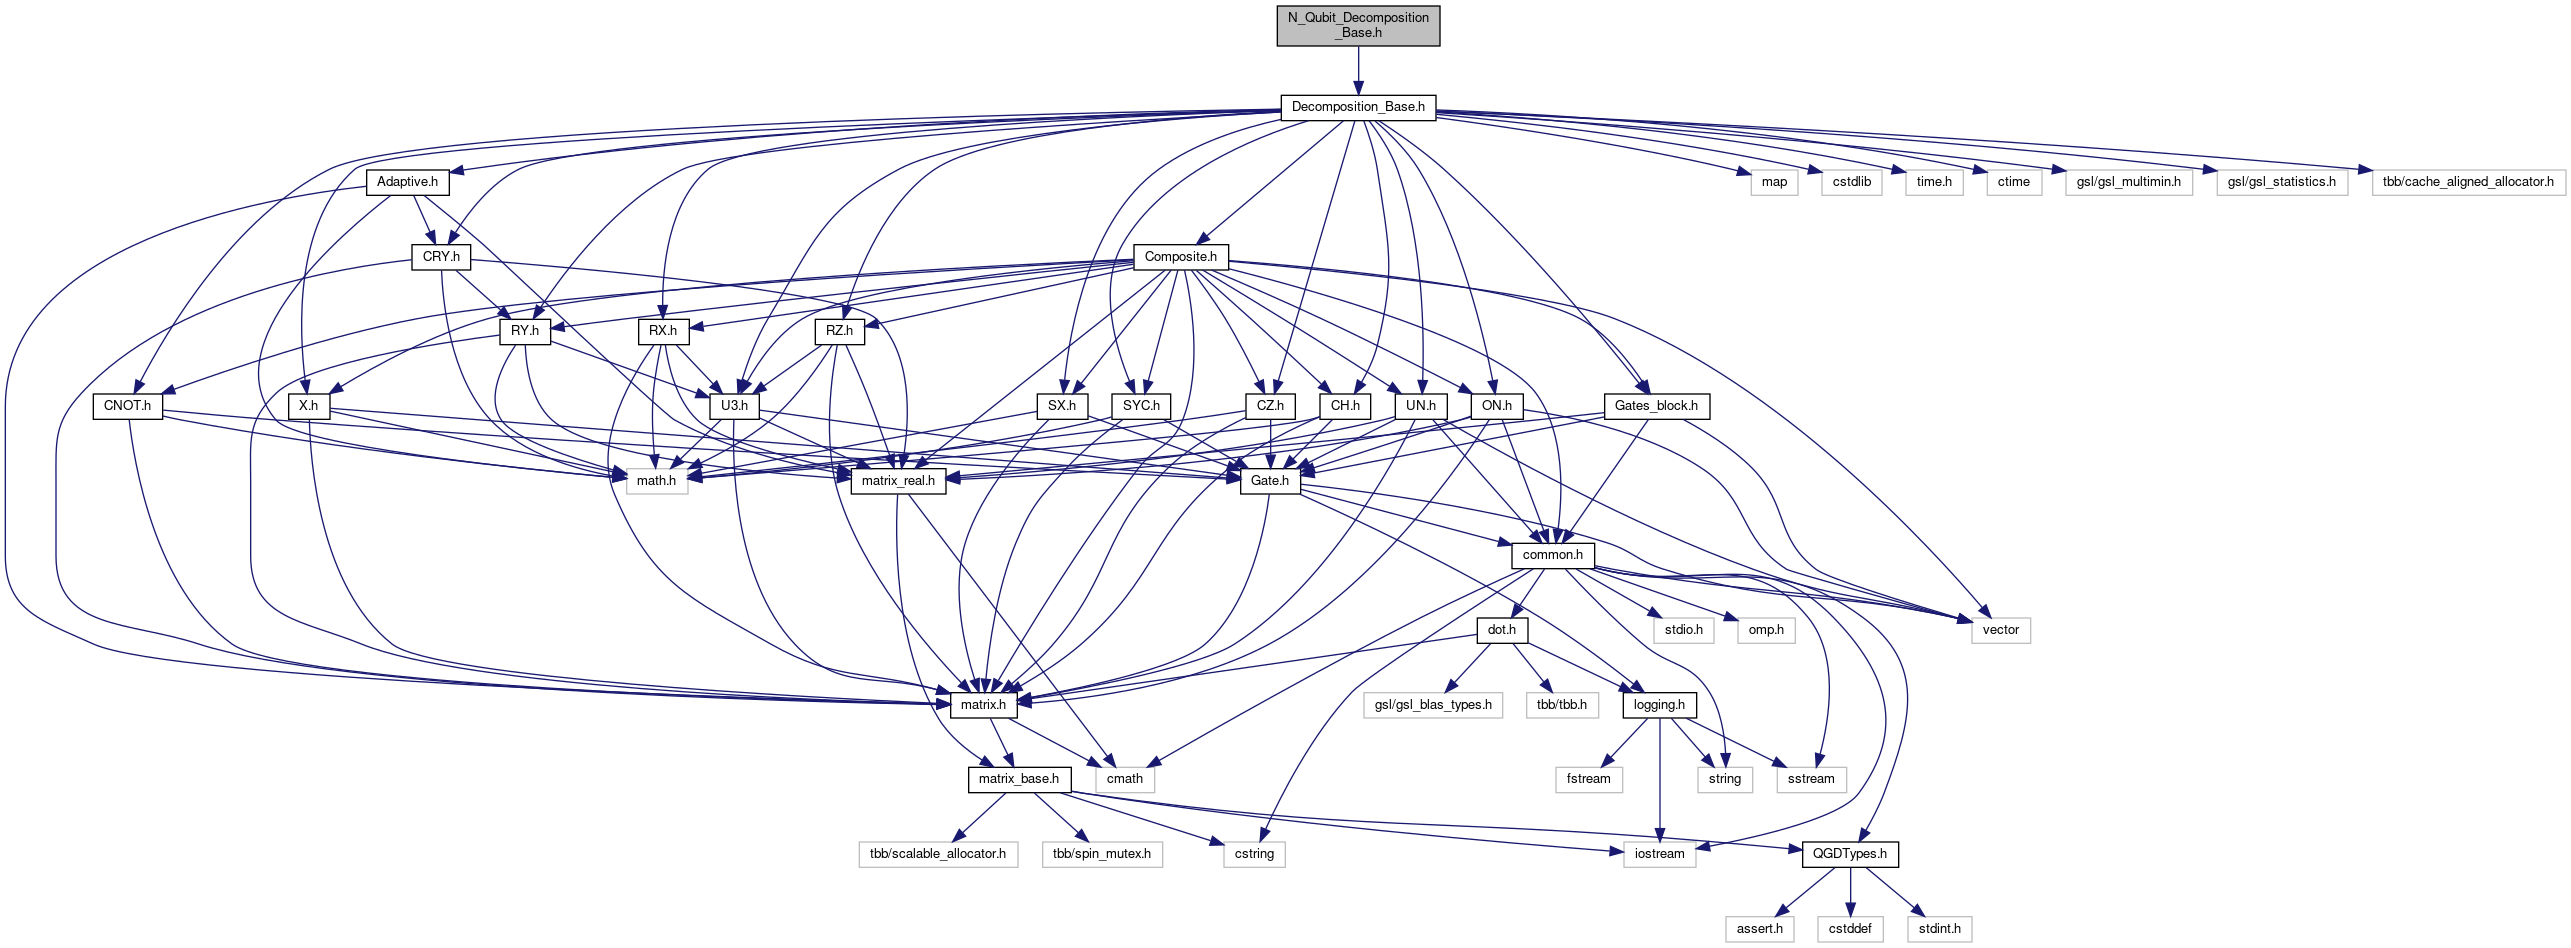 N_Qubit_Decomposition
_Base.h
Decomposition_Base.h
Adaptive.h
map
cstdlib
time.h
ctime
gsl/gsl_multimin.h
gsl/gsl_statistics.h
tbb/cache_aligned_allocator.h
CRY.h
Composite.h
RY.h
RX.h
RZ.h
CNOT.h
X.h
U3.h
SX.h
SYC.h
CZ.h
CH.h
UN.h
ON.h
Gates_block.h
math.h
matrix_real.h
Gate.h
common.h
dot.h
stdio.h
omp.h
vector
matrix.h
gsl/gsl_blas_types.h
tbb/tbb.h
logging.h
matrix_base.h
cmath
fstream
string
sstream
tbb/scalable_allocator.h
tbb/spin_mutex.h
cstring
iostream
QGDTypes.h
assert.h
cstddef
stdint.h